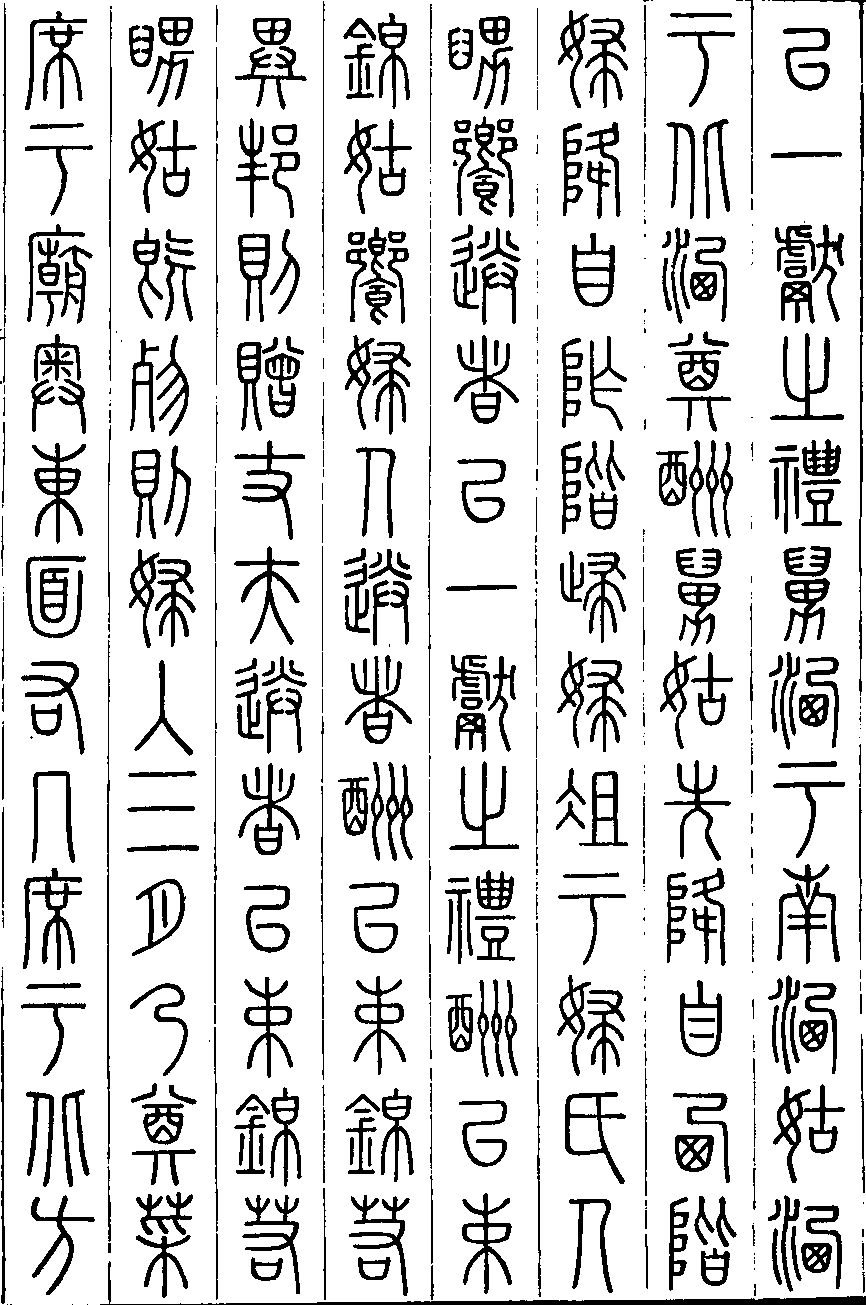 以一獻之禮舅洗于南洗姑洗
于北洗奠酬舅姑先降自西階
婦降自阼階歸婦俎于婦氏人
舅饗送者以一獻之禮酬以束
錦姑饗婦人送者酬以束錦若
異邦則贈丈夫送者以束錦若
舅姑既歾則婦入三月乃奠菜
席于廟奧東面右几席于北方